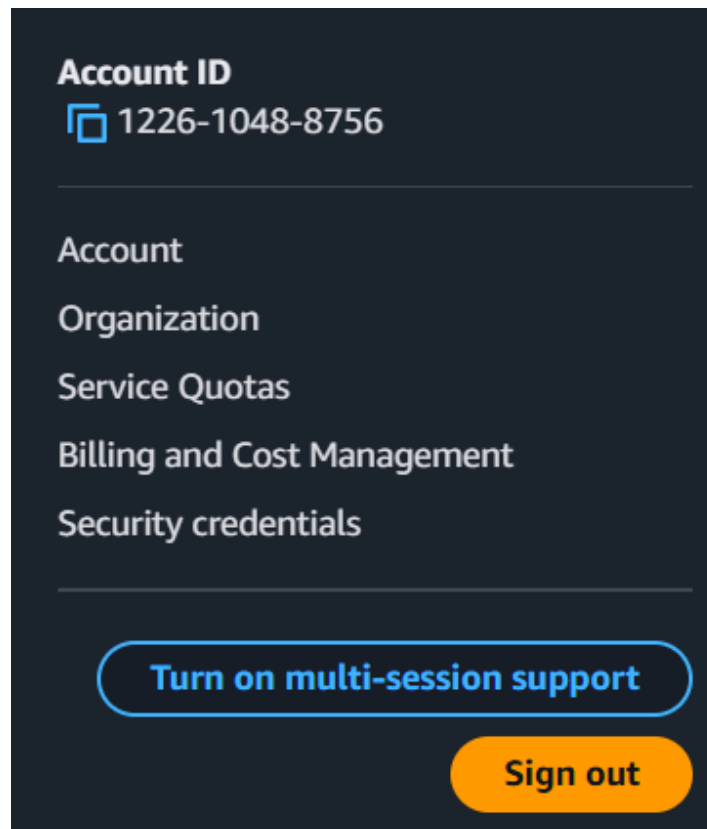 Account ID
1226-1048-8756
Account
Organization
Service Quotas
Billing and Cost Management
Security credentials
Turn on multi-session support
Sign out